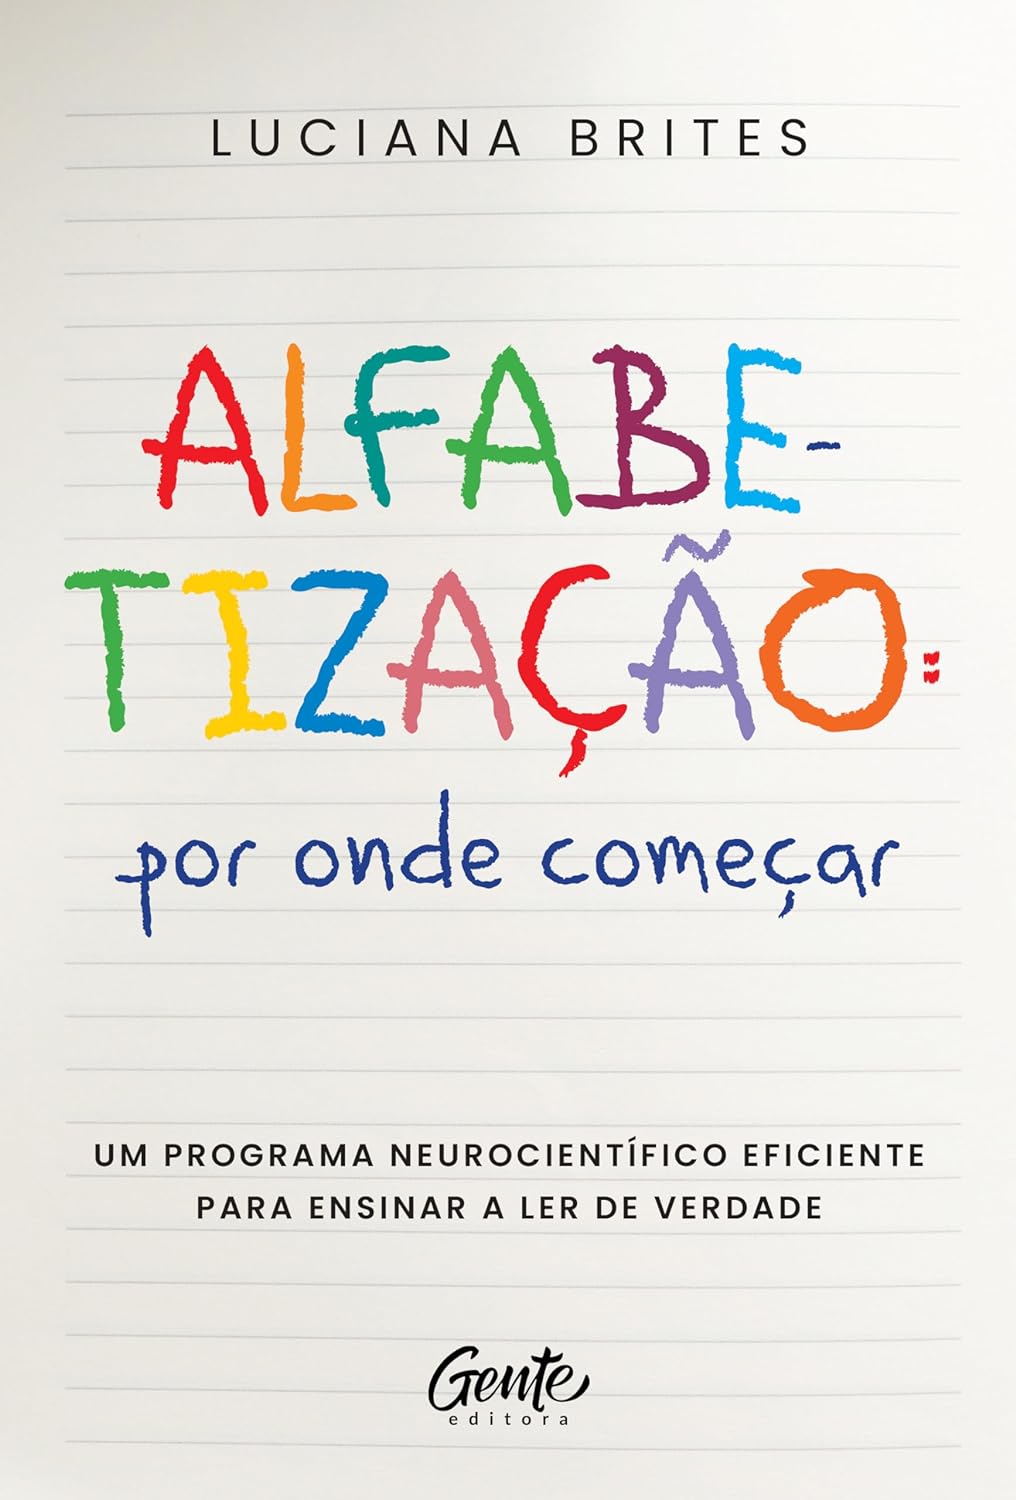 LUCIANA BRITES
ALFABE-
TIZAÇÃO:
por onde começar
UM PROGRAMA NEUROCIENTÍFICO EFICIENTE
PARA ENSINAR A LER DE VERDADE
Gente
editora